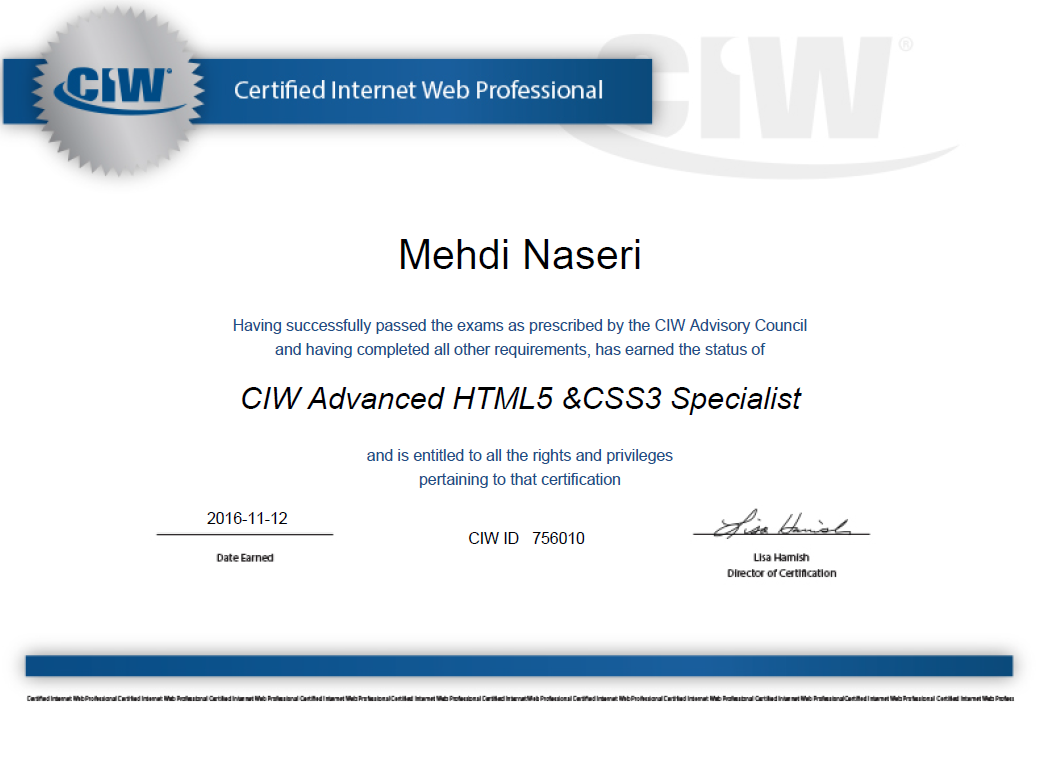 CIW®
Certified Internet Web Professional
CIW®
Mehdi Naseri
Having successfully passed the exams as prescribed by the CIW Advisory Council
and having completed all other requirements, has earned the status of
CIW Advanced HTML5 &CSS3 Specialist
and is entitled to all the rights and privileges
pertaining to that certification
2016-11-12
Date Earned
CIW ID 756010
Lisa Hamish
Lisa Hamish
Director of Certification
Certified Internet Web Professional Certified Internet Web Professional Certified Internet Web Professional Certified Internet Web Professional Certified Internet Web Professional Certified Internet Web Professional Certified Internet Web Professional Certified Internet Web Professional Certified Internet Web Professional Certified Internet Web Professional Certified Internet Web Profess